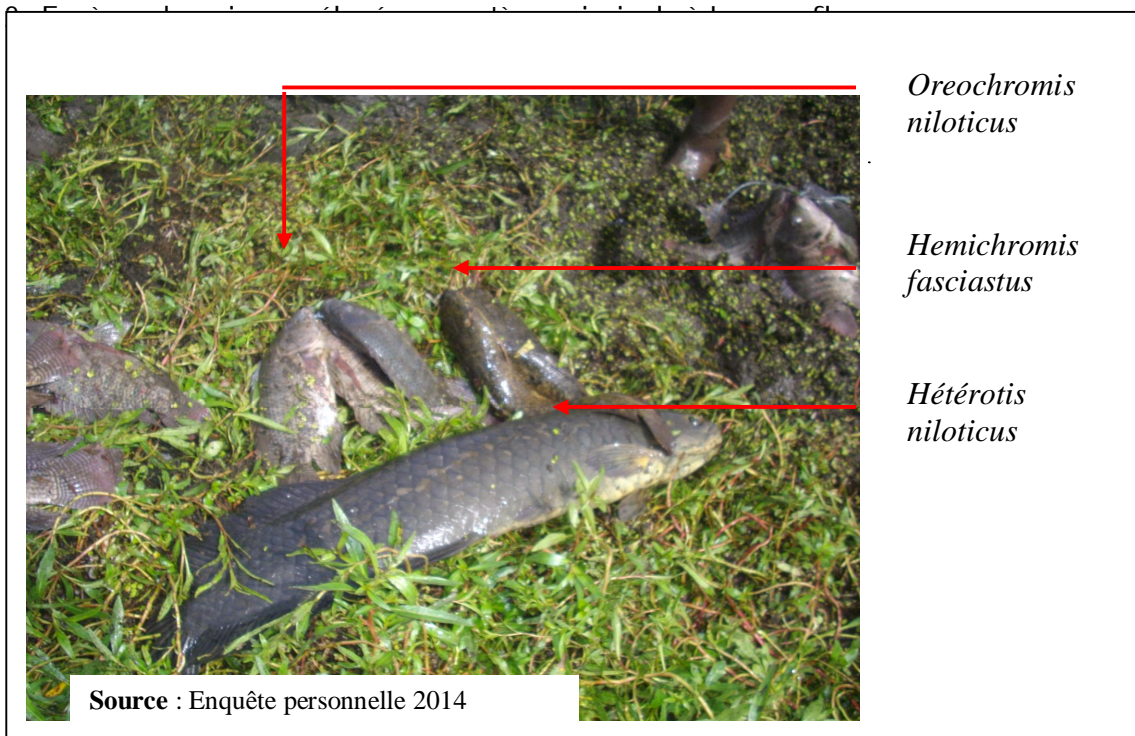 Oreochromis
niloticus
Hemichromis
fasciastus
Hétérotis
niloticus
Source : Enquête personnelle 2014